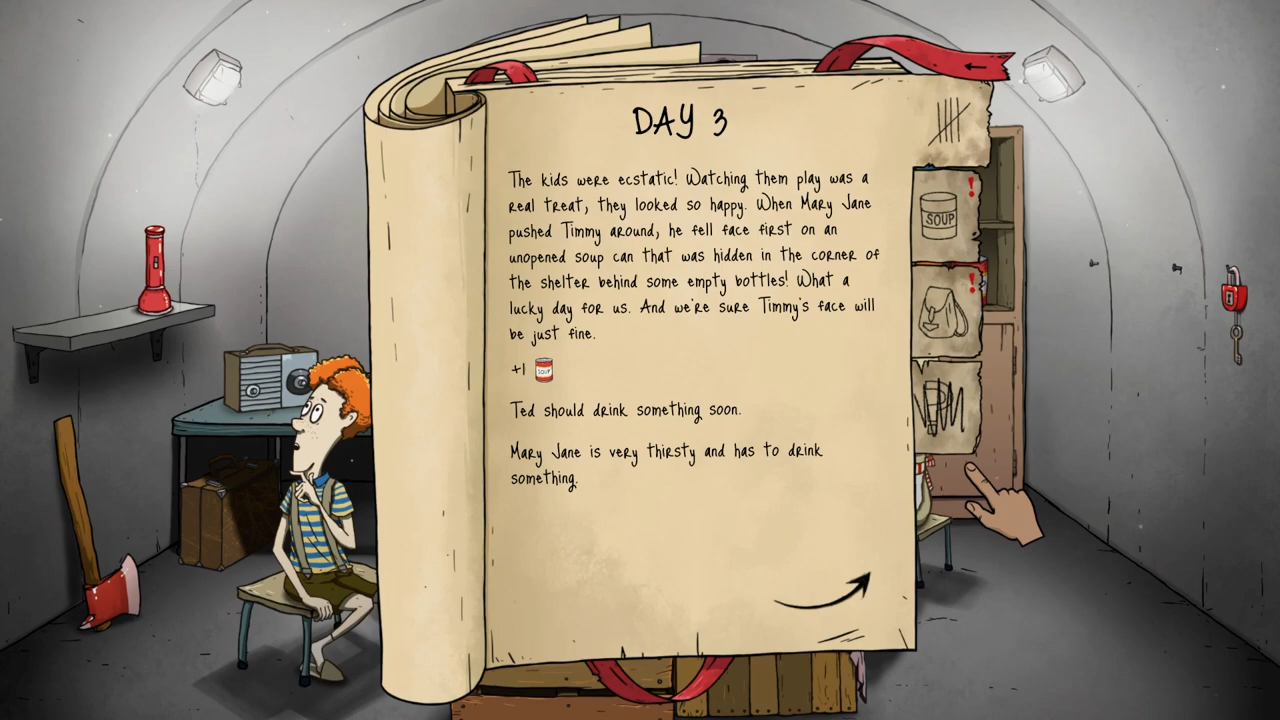 DAY 3
The kids were ecstatic! Watching them play was a
real treat, they looked so happy. When Mary Jane
pushed Timmy around, he fell face first on an
unopened soup can that was hidden in the corner of
the shelter behind some empty bottles! What a
lucky day for us. And we're sure Timmy's face will
be just fine.
+1 SOUP
Ted should drink something soon.
Mary Jane is very thirsty and has to drink
something.
!
SOUP
!